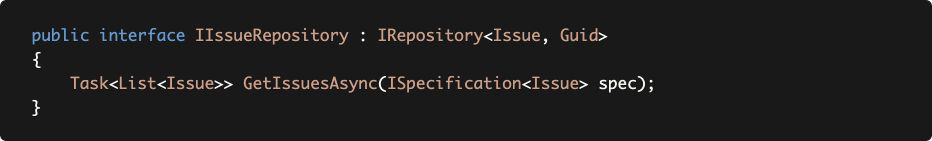 public interface IIssueRepository : IRepository<Issue, Guid>
{
    Task<List<Issue>> GetIssuesAsync(ISpecification<Issue> spec);
}